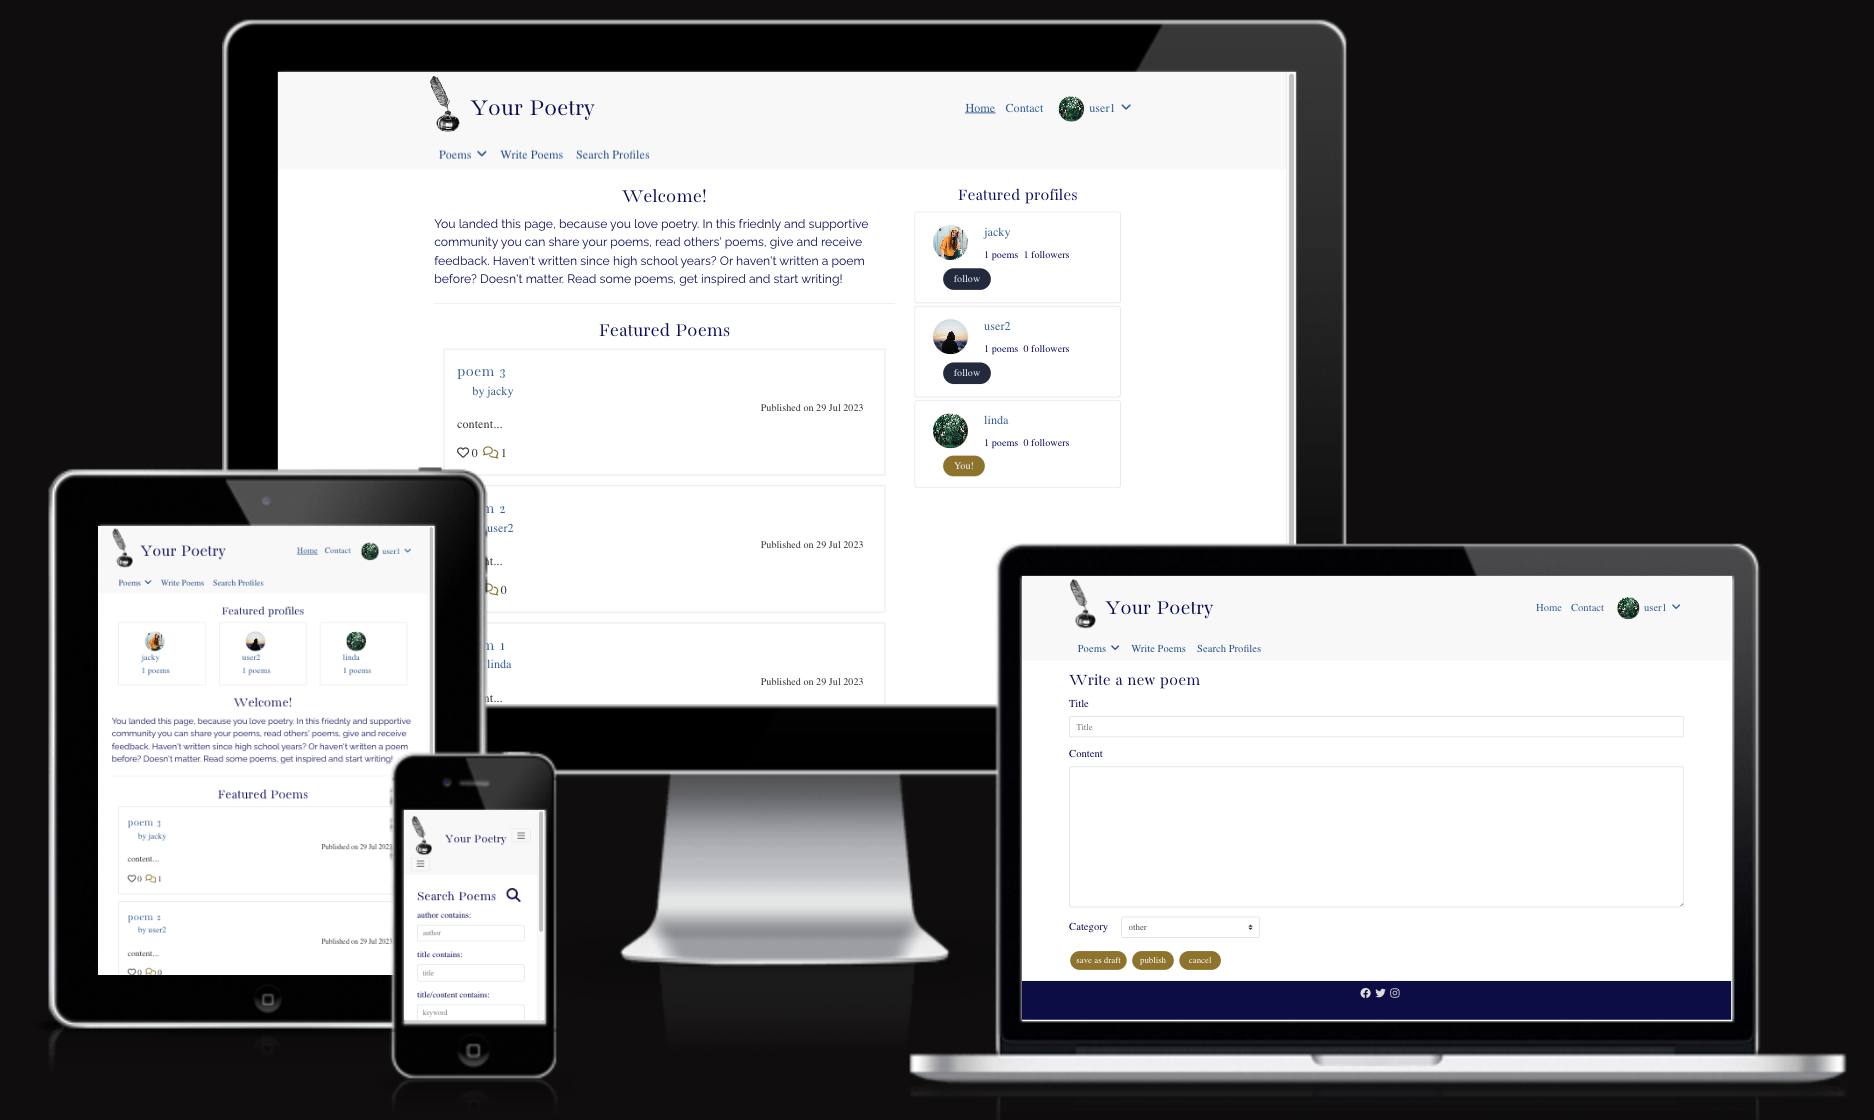 Your Poetry
Home Contact user1
Poems Write Poems Search Profiles
Welcome!
You landed this page, because you love poetry. In this friednly and supportive
community you can share your poems, read others' poems, give and receive
feedback. Haven't written since high school years? Or haven't written a poem
before? Doesn't matter. Read some poems, get inspired and start writing!
Featured Poems
poem 3
by jacky
Published on 29 Jul 2023
content...
0 1
m 2
user2
Published on 29 Jul 2023
nt...
0
m 1
linda
Published on 29 Jul 2023
nt...
Featured profiles
jacky
1 poems 1 followers
follow
user2
1 poems 0 followers
follow
linda
1 poems 0 followers
You!
Your Poetry
Home Contact user1
Poems Write Poems Search Profiles
Featured profiles
jacky
1 poems
user2
1 poems
linda
1 poems
Welcome!
You landed this page, because you love poetry. In this friednly and supportive
community you can share your poems, read others' poems, give and receive
feedback. Haven't written since high school years? Or haven't written a poem
before? Doesn't matter. Read some poems, get inspired and start writing!
Featured Poems
poem 3
by jacky
Published on 29 Jul 2023
content...
0 1
poem 2
by user2
Published on 29 Jul 2023
content...
0 0
Your Poetry
Search Poems
author contains:
author
title contains:
title
title/content contains:
keyword
Your Poetry
Home Contact user1
Poems Write Poems Search Profiles
Write a new poem
Title
Title
Content
Category other
save as draft publish cancel